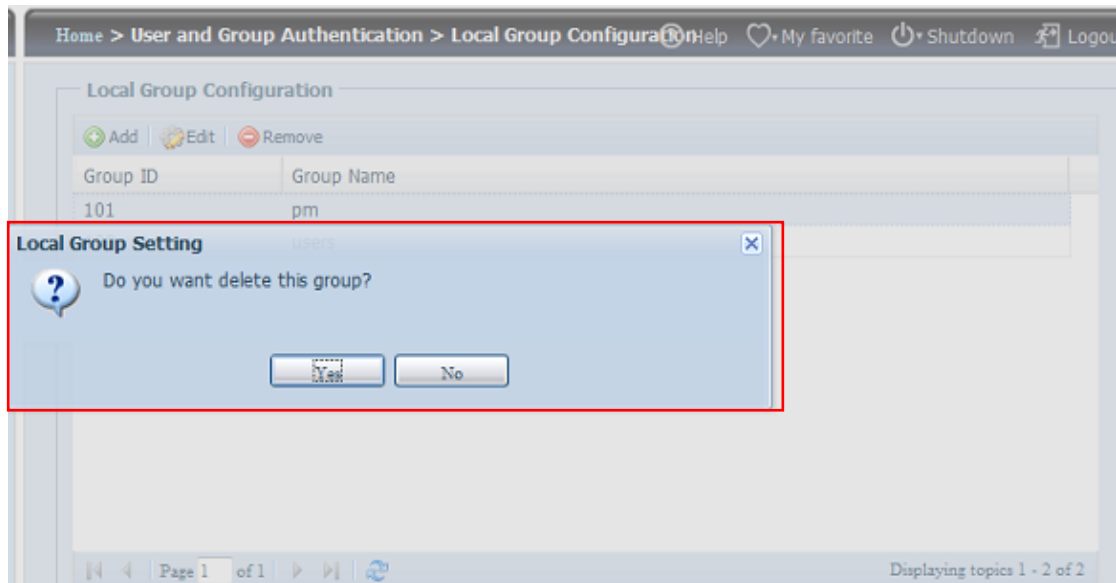 Home > User and Group Authentication > Local Group Configuration Help My favorite Shutdown Logou
Local Group Configuration
Add Edit Remove
Group ID Group Name
101 pm
Local Group Setting users
Do you want delete this group?
Yes No
Page 1 of 1 Displaying topics 1 - 2 of 2